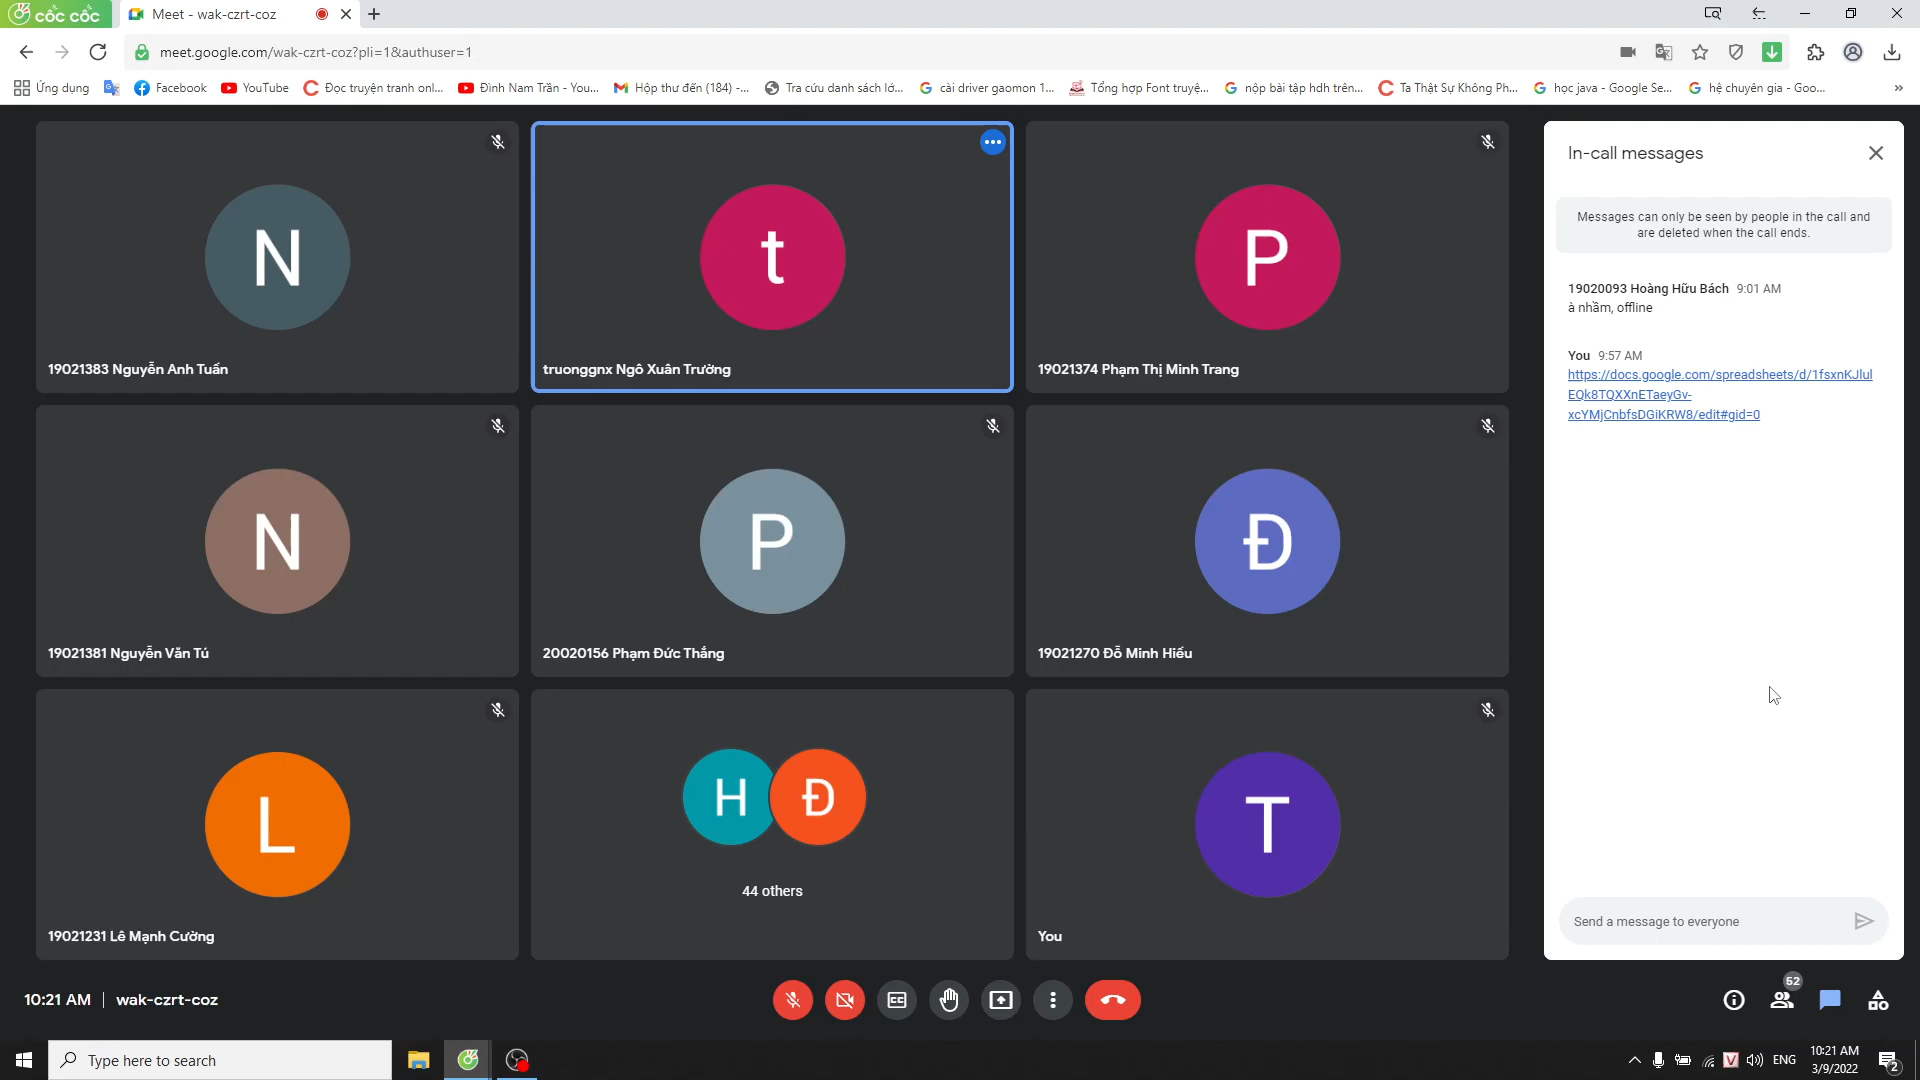 cốc cốc
Meet - wak-czrt-coz
meet.google.com/wak-czrt-coz?pli=1&authuser=1
Ứng dụng
Facebook
YouTube
Đọc truyện tranh onl...
Đình Nam Trần - You...
Hộp thư đến (184) -...
Tra cứu danh sách ló...
cài driver gaomon 1...
Tổng hợp Font truyệ...
nộp bài tập hdh trên...
Ta Thật Sự Không Ph...
học java - Google Se...
hệ chuyên gia - Goo...
N
19021383 Nguyễn Anh Tuấn
t
truonggnx Ngô Xuân Trường
P
19021374 Phạm Thị Minh Trang
N
19021381 Nguyễn Văn Tú
P
20020156 Phạm Đức Thắng
Đ
19021270 Đỗ Minh Hiếu
L
19021231 Lê Mạnh Cường
H Đ
44 others
T
You
In-call messages
Messages can only be seen by people in the call and
are deleted when the call ends.
19020093 Hoàng Hữu Bách 9:01 AM
à nhầm, offline
You 9:57 AM
https://docs.google.com/spreadsheets/d/1fsxnKJlul
EQk8TQXXnETaeyGv-
xcYMjCnbfsDGiKRW8/edit#gid=0
Send a message to everyone
10:21 AM | wak-czrt-coz
52
Type here to search
ENG
10:21 AM
3/9/2022
2